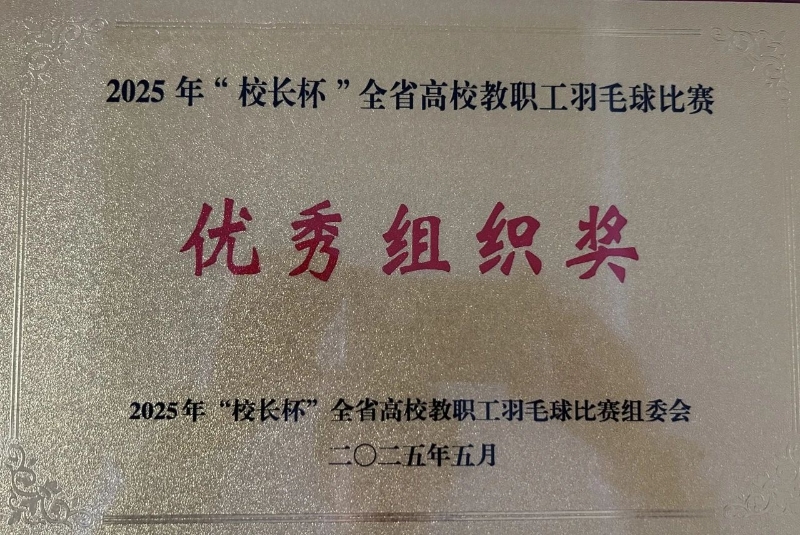 2025年“校长杯”全省高校教职工羽毛球比赛
优秀组织奖
2025年“校长杯”全省高校教职工羽毛球比赛组委会
二〇二五年五月